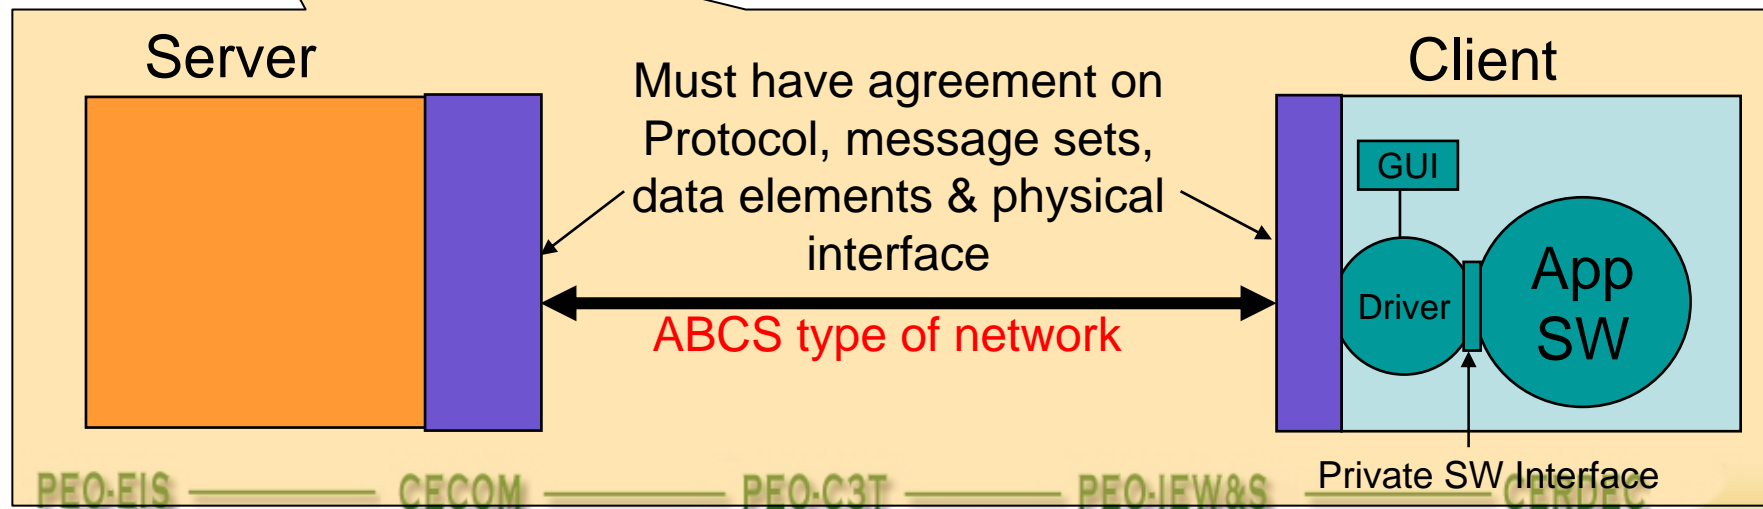 Server
Client
Must have agreement on
Protocol, message sets,
data elements & physical
interface
GUI
Driver
App
SW
ABCS type of network
Private SW Interface
PEO-EIS
CECOM
PEO-C3T
PEO-IEW&S
CERDEC